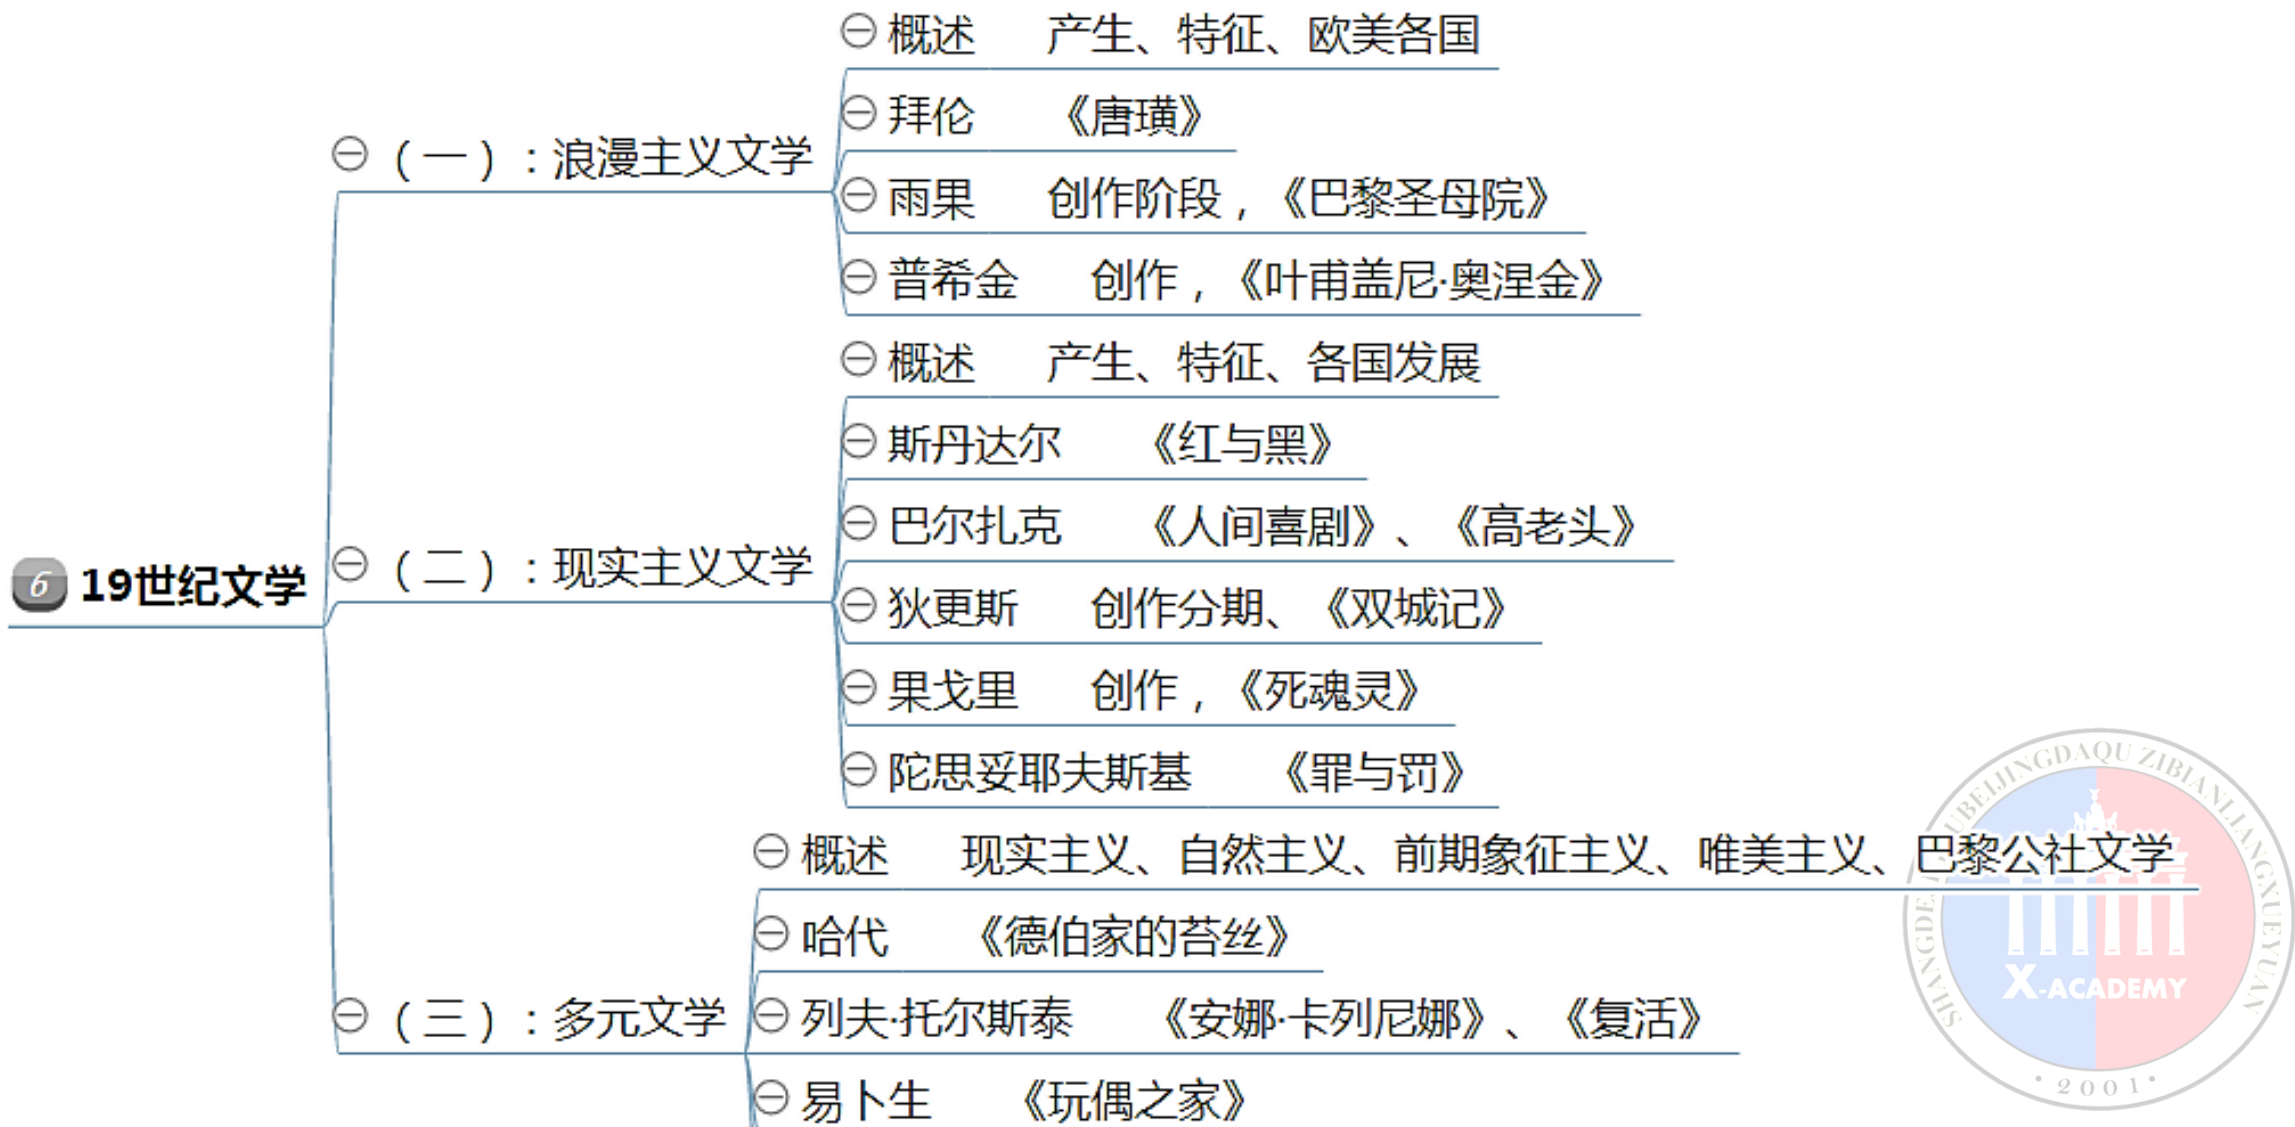 6 19世纪文学
（一）：浪漫主义文学
概述 产生、特征、欧美各国
拜伦 《唐璜》
雨果 创作阶段，《巴黎圣母院》
普希金 创作，《叶甫盖尼·奥涅金》
（二）：现实主义文学
概述 产生、特征、各国发展
斯丹达尔 《红与黑》
巴尔扎克 《人间喜剧》、《高老头》
狄更斯 创作分期、《双城记》
果戈里 创作，《死魂灵》
陀思妥耶夫斯基 《罪与罚》
（三）：多元文学
概述 现实主义、自然主义、前期象征主义、唯美主义、巴黎公社文学
哈代 《德伯家的苔丝》
列夫·托尔斯泰 《安娜·卡列尼娜》、《复活》
易卜生 《玩偶之家》
X-ACADEMY
·2001·